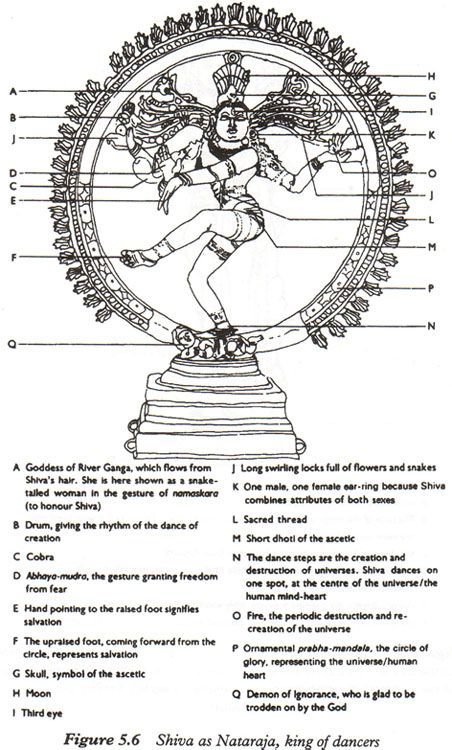 A
B
J
D
C
E
F
Q
H
G
I
K
O
J
L
M
P
N
A Goddess of River Ganga, which flows from
Shiva's hair. She is here shown as a snake-
tailed woman in the gesture of namaskara
(to honour Shiva)
B Drum, giving the rhythm of the dance of
creation
C Cobra
D Abhaya-mudra, the gesture granting freedom
from fear
E Hand pointing to the raised foot signifies
salvation
F The upraised foot, coming forward from the
circle, represents salvation
G Skull, symbol of the ascetic
H Moon
I Third eye
J Long swirling locks full of flowers and snakes
K One male, one female ear-ring because Shiva
combines attributes of both sexes
L Sacred thread
M Short dhoti of the ascetic
N The dance steps are the creation and
destruction of universes. Shiva dances on
one spot, at the centre of the universe/the
human mind-heart
O Fire, the periodic destruction and re-
creation of the universe
P Ornamental prabha-mandala, the circle of
glory, representing the universe/human
heart
Q Demon of Ignorance, who is glad to be
trodden on by the God
Figure 5.6 Shiva as Nataraja, king of dancers